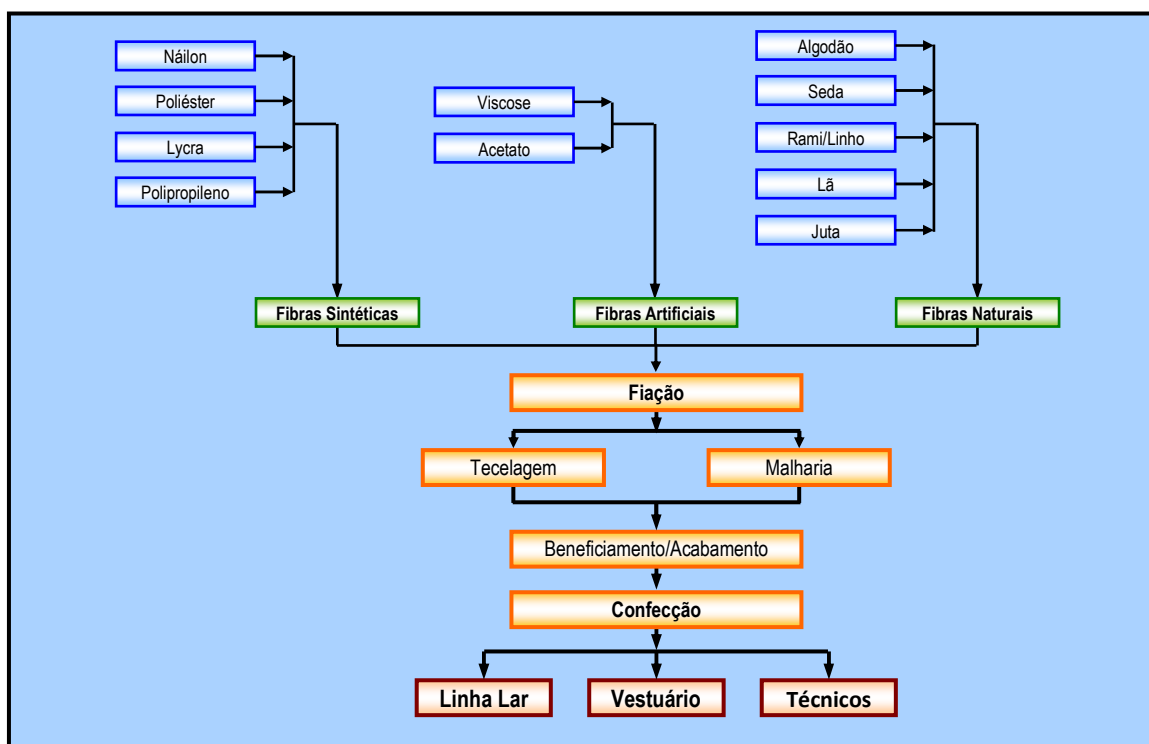 Náilon
Poliéster
Lycra
Polipropileno
Viscose
Acetato
Algodão
Seda
Rami/Linho
Lã
Juta
Fibras Sintéticas
Fibras Artificiais
Fibras Naturais
Fiação
Tecelagem
Malharia
Beneficiamento/Acabamento
Confecção
Linha Lar
Vestuário
Técnicos